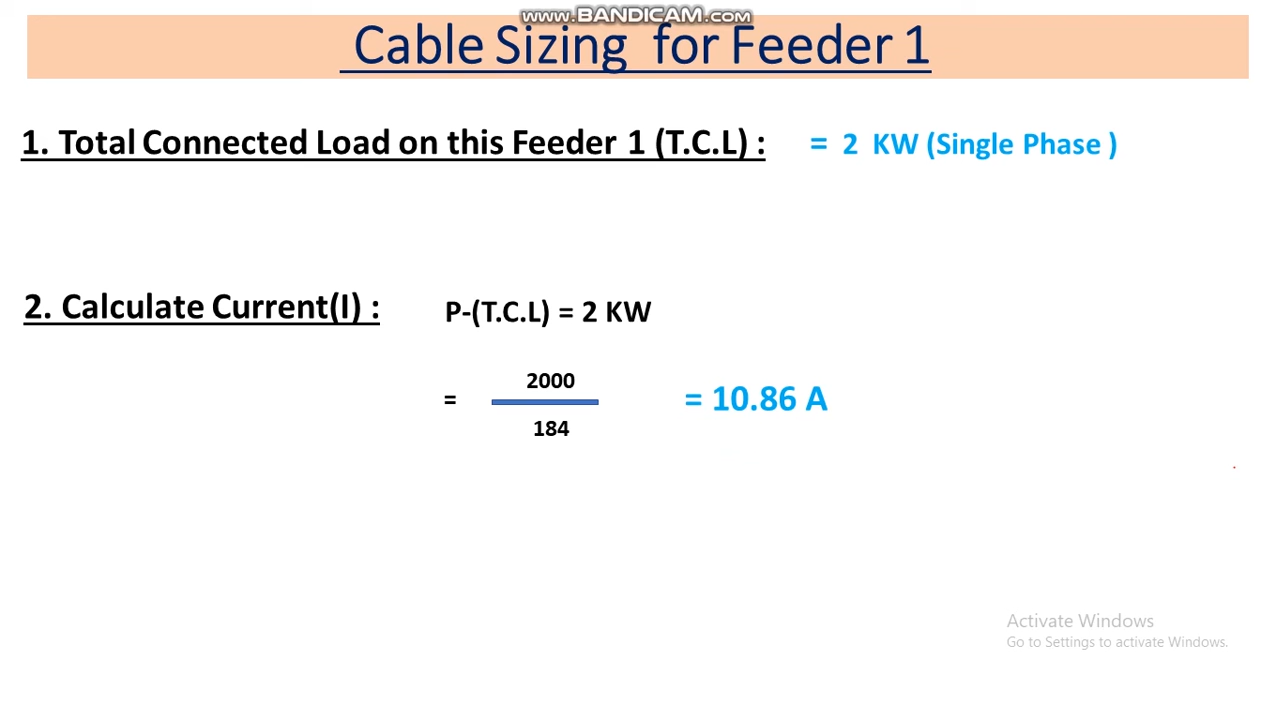 www.BANDICAM.com
Cable Sizing for Feeder 1
1. Total Connected Load on this Feeder 1 (T.C.L) : = 2 KW (Single Phase )
2. Calculate Current(I) : P-(T.C.L) = 2 KW
2000
= = 10.86 A
184
Activate Windows
Go to Settings to activate Windows.